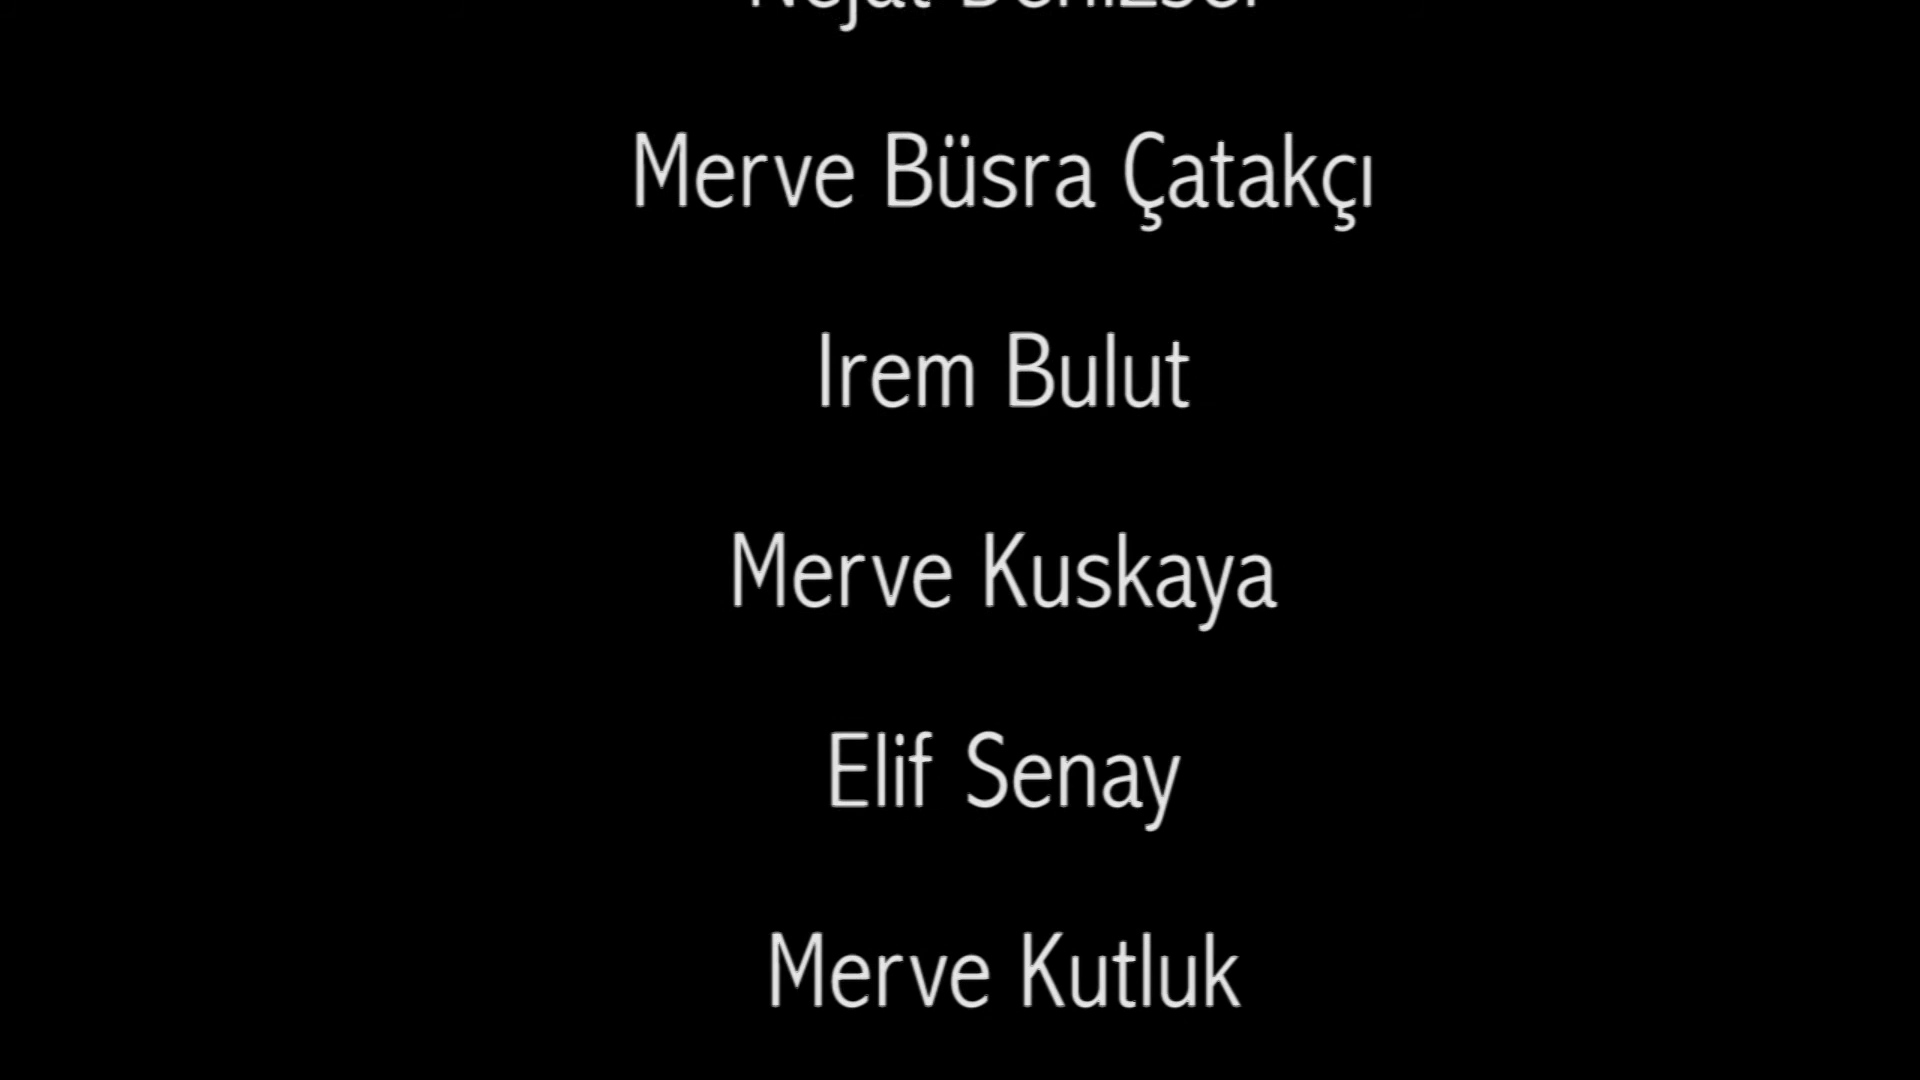 Merve Büsra Çatakçı
Irem Bulut
Merve Kuskaya
Elif Senay
Merve Kutluk